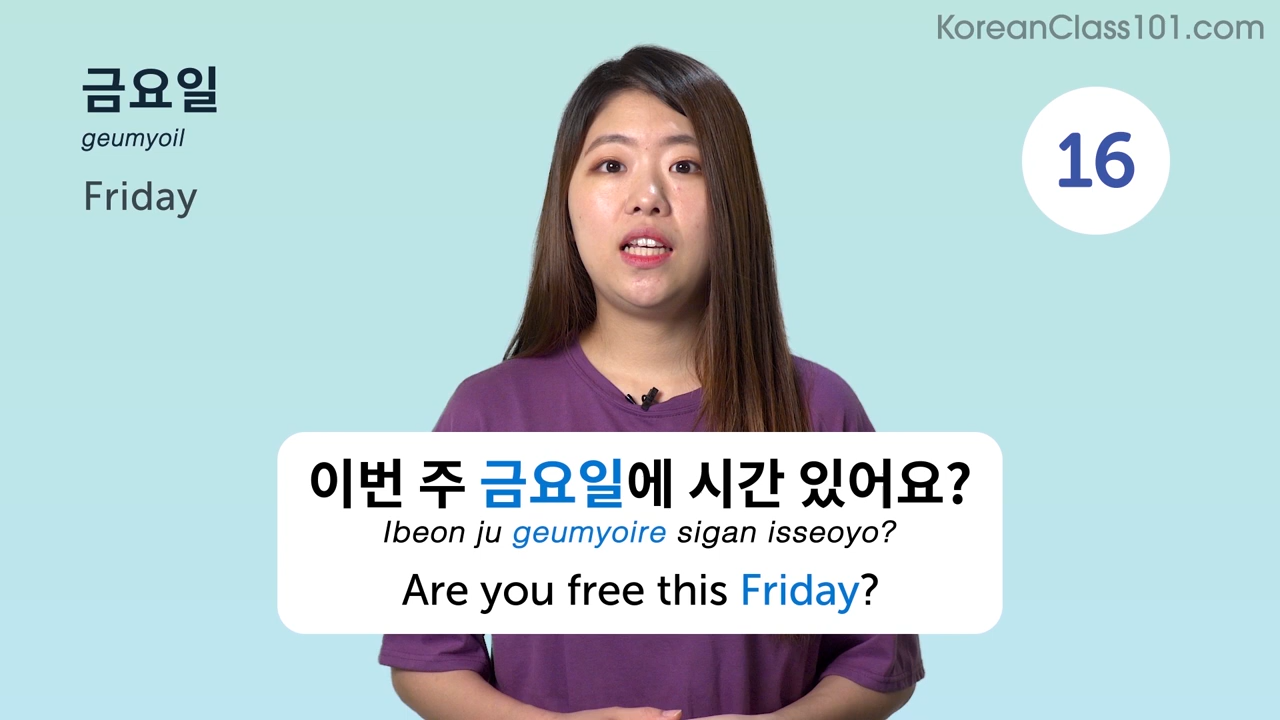 KoreanClass101.com
금요일
geumyoil
Friday
16
이번 주 금요일에 시간 있어요?
Ibeon ju geumyoire sigan isseoyo?
Are you free this Friday?